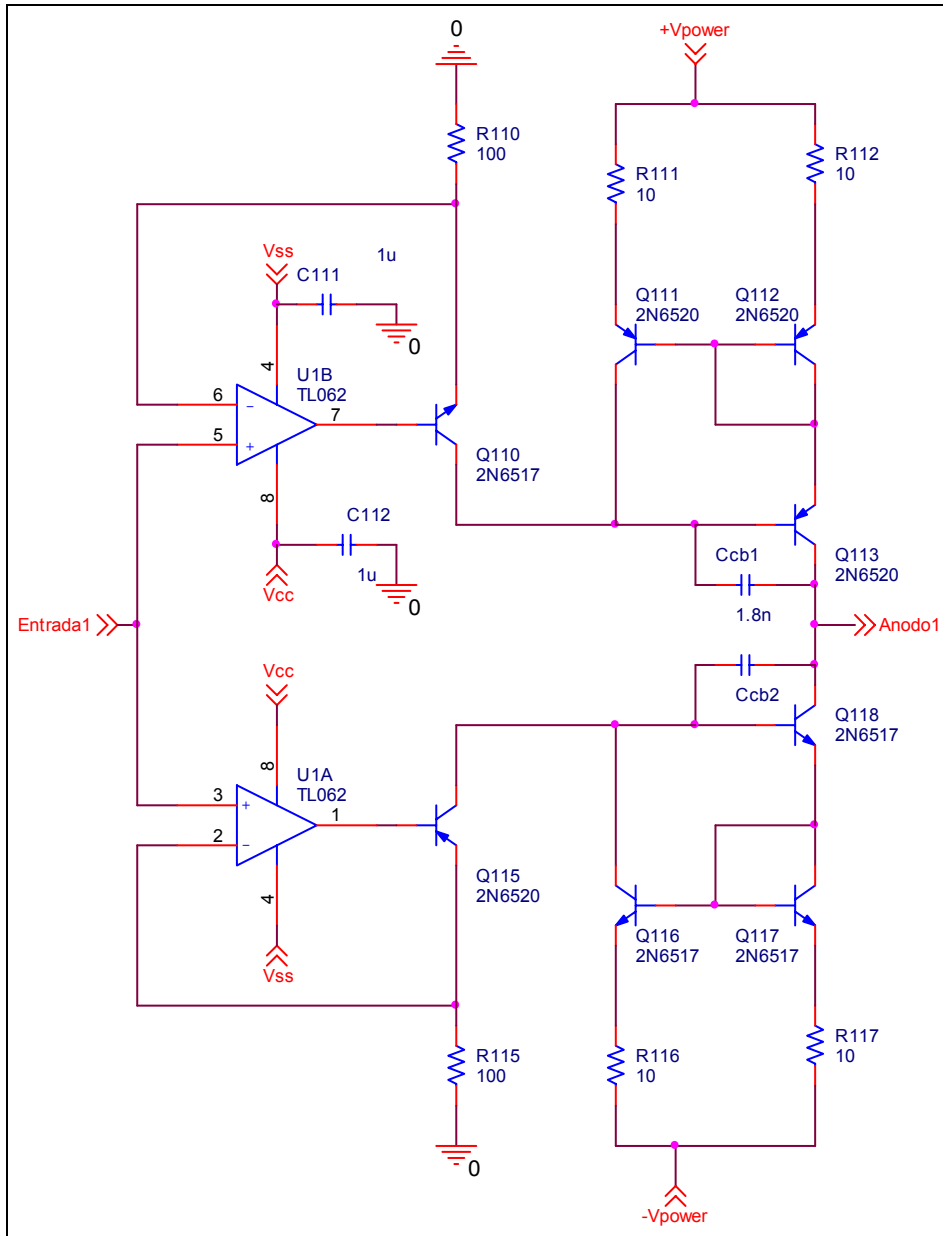 0
+Vpower
R110
100
R111
10
R112
10
Vss
1u
C111
0
Q111
2N6520
Q112
2N6520
4
U1B
TL062
6
5
7
-
+
Q110
2N6517
8
C112
1u
0
Vcc
Ccb1
1.8n
Q113
2N6520
Entrada1
Anodo1
Vcc
Ccb2
Q118
2N6517
8
U1A
TL062
3
2
1
+
-
4
Vss
Q115
2N6520
Q116
2N6517
Q117
2N6517
R115
100
R116
10
R117
10
0
-Vpower